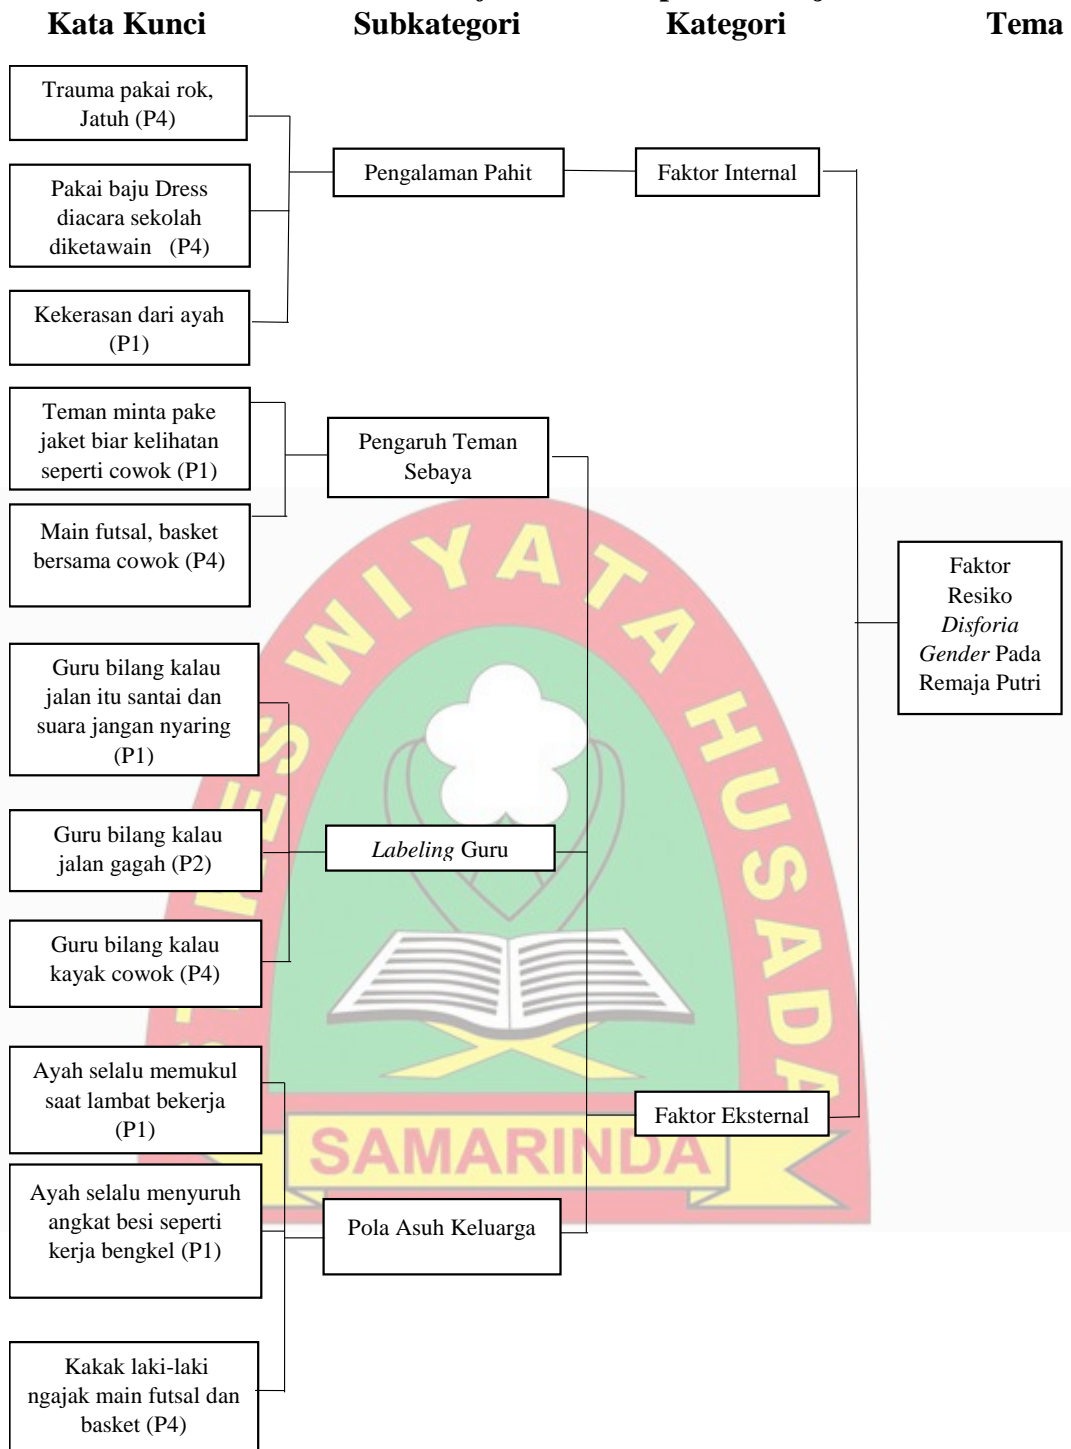 Kata Kunci Subkategori Kategori Tema
Trauma pakai rok,
Jatuh (P4)
Pengalaman Pahit
Faktor Internal
Pakai baju Dress
diacara sekolah
diketawain (P4)
Kekerasan dari ayah
(P1)
Teman minta pake
jaket biar kelihatan
seperti cowok (P1)
Pengaruh Teman
Sebaya
Main futsal, basket
bersama cowok (P4)
Faktor
Resiko
Disforia
Gender Pada
Remaja Putri
Guru bilang kalau
jalan itu santai dan
suara jangan nyaring
(P1)
Guru bilang kalau
jalan gagah (P2)
Labeling Guru
Guru bilang kalau
kayak cowok (P4)
Ayah selalu memukul
saat lambat bekerja
(P1)
Faktor Eksternal
Ayah selalu menyuruh
angkat besi seperti
kerja bengkel (P1)
Pola Asuh Keluarga
Kakak laki-laki
ngajak main futsal dan
basket (P4)
WIYATA HUSADA
SAMARINDA